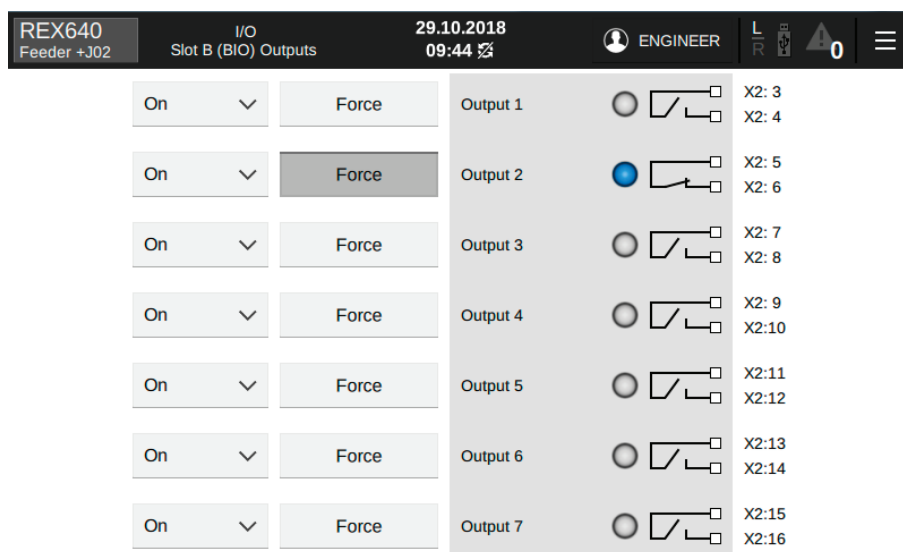 REX640
Feeder +J02
I/O
Slot B (BIO) Outputs
29.10.2018
09:44
ENGINEER
L
R
0
On
Force
Output 1
X2: 3
X2: 4
On
Force
Output 2
X2: 5
X2: 6
On
Force
Output 3
X2: 7
X2: 8
On
Force
Output 4
X2: 9
X2:10
On
Force
Output 5
X2:11
X2:12
On
Force
Output 6
X2:13
X2:14
On
Force
Output 7
X2:15
X2:16